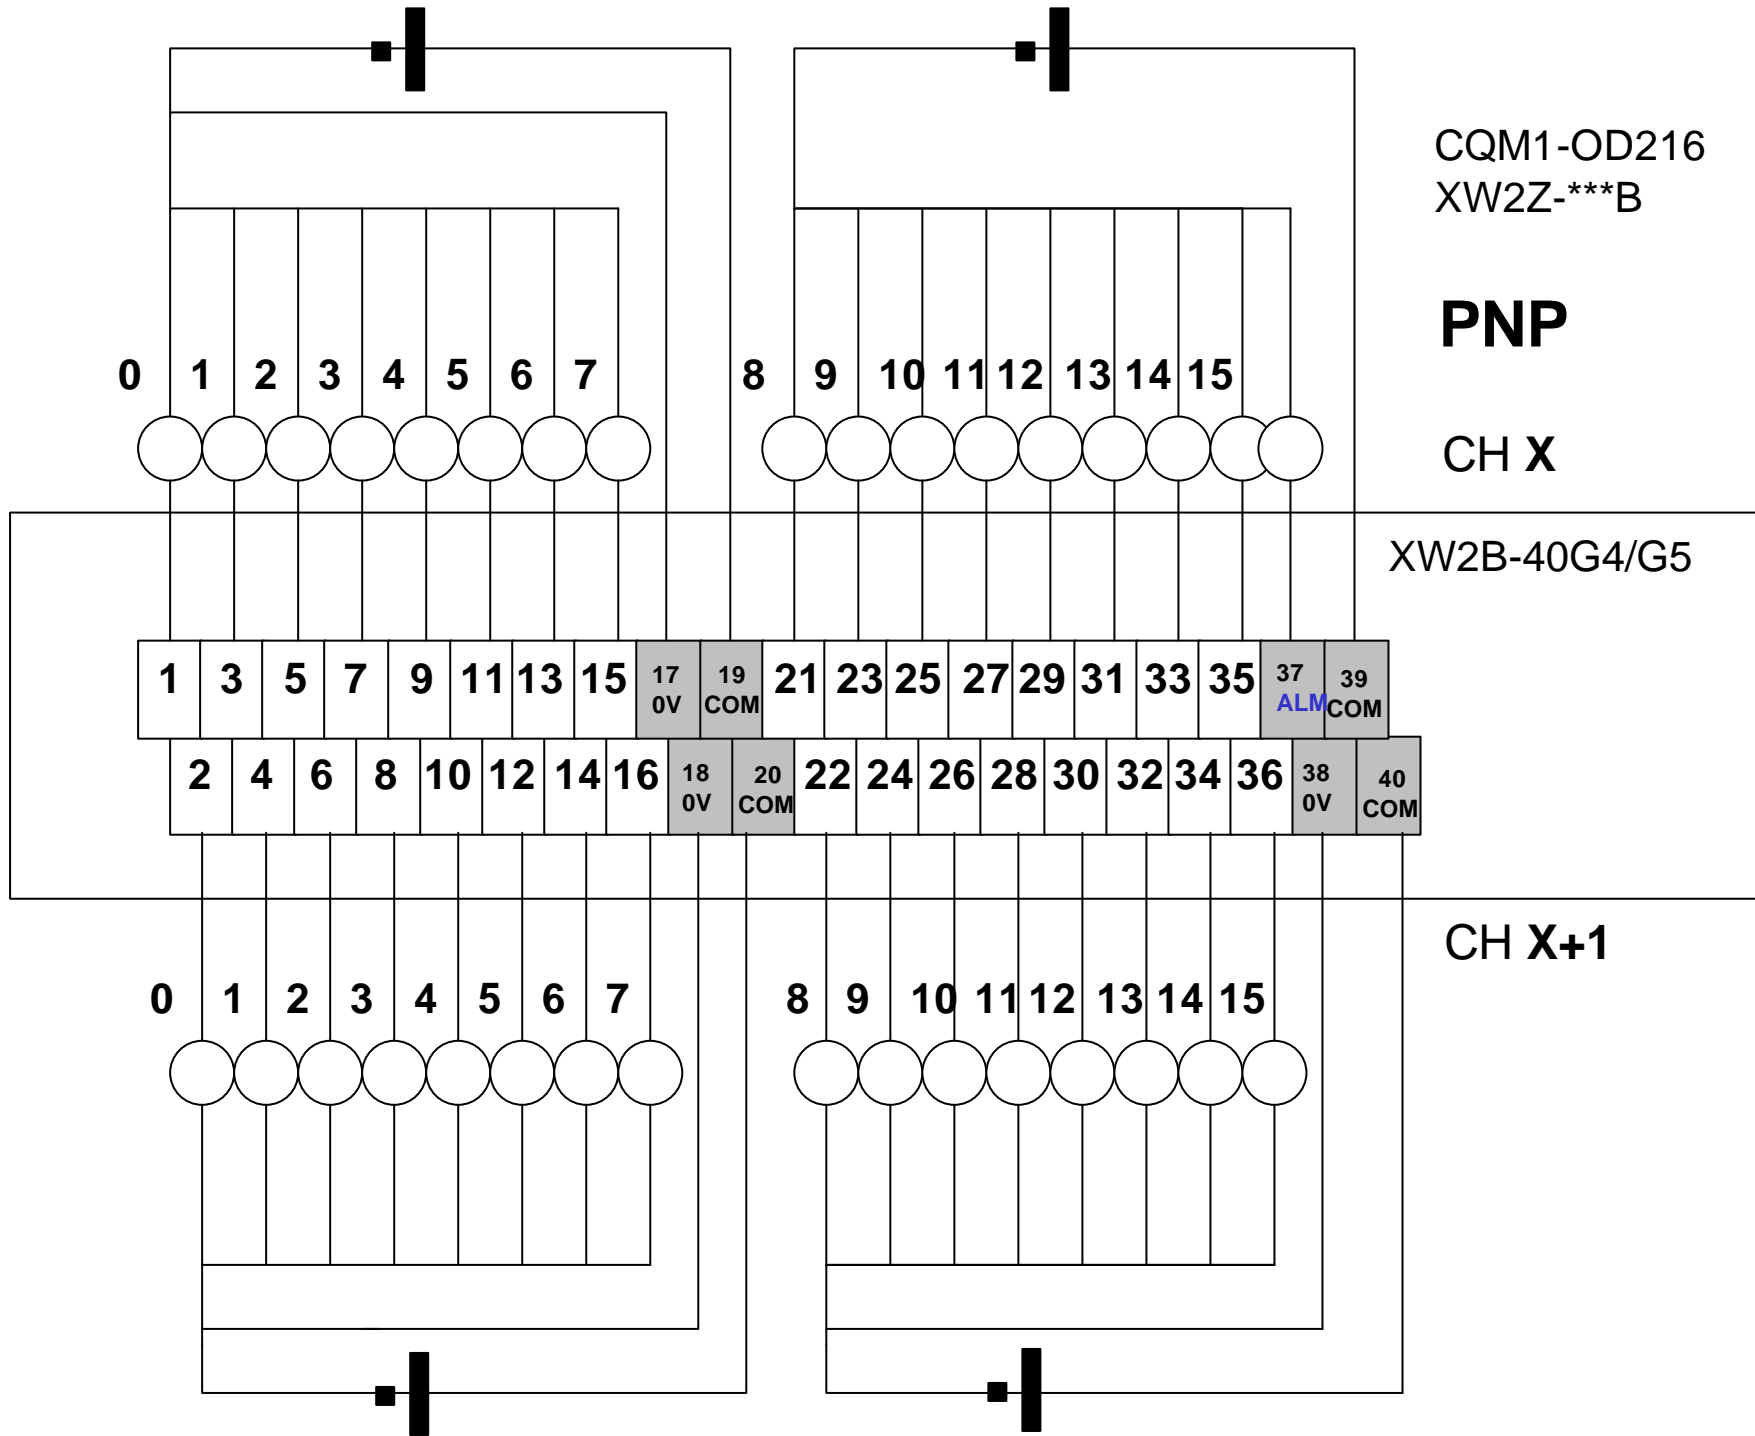 CQM1-OD216
XW2Z-***B
PNP
0 1 2 3 4 5 6 7 8 9 10 11 12 13 14 15
CH X
XW2B-40G4/G5
1 3 5 7 9 11 13 15 17 19 21 23 25 27 29 31 33 35 37 39
0V COM ALM COM
2 4 6 8 10 12 14 16 18 20 22 24 26 28 30 32 34 36 38 40
0V COM 0V COM
CH X+1
0 1 2 3 4 5 6 7 8 9 10 11 12 13 14 15